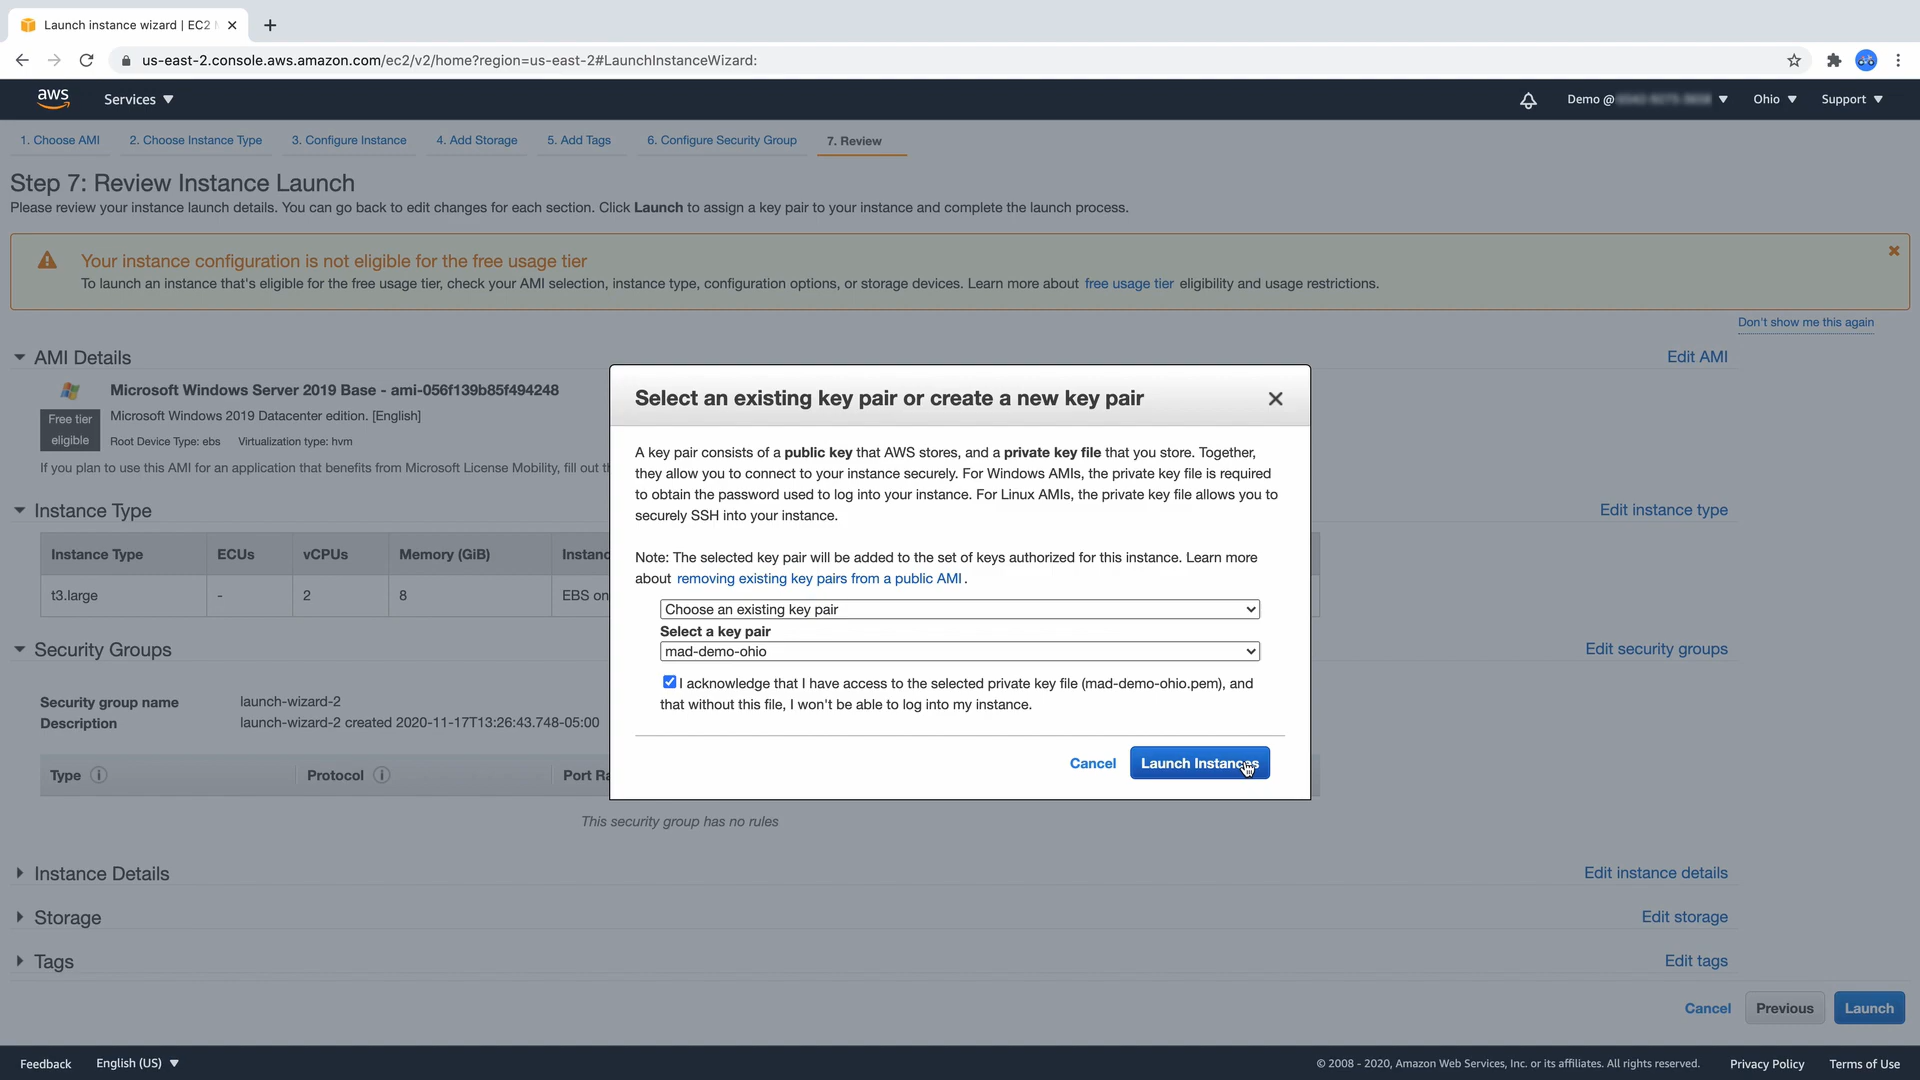 Launch instance wizard | EC2
us-east-2.console.aws.amazon.com/ec2/v2/home?region=us-east-2#LaunchInstanceWizard:
aws
Services
Demo @
Ohio
Support
1. Choose AMI
2. Choose Instance Type
3. Configure Instance
4. Add Storage
5. Add Tags
6. Configure Security Group
7. Review
Step 7: Review Instance Launch
Please review your instance launch details. You can go back to edit changes for each section. Click Launch to assign a key pair to your instance and complete the launch process.
Your instance configuration is not eligible for the free usage tier
To launch an instance that's eligible for the free usage tier, check your AMI selection, instance type, configuration options, or storage devices. Learn more about free usage tier eligibility and usage restrictions.
Don't show me this again
AMI Details
Edit AMI
Microsoft Windows Server 2019 Base - ami-056f139b85f494248
Free tier
eligible
Microsoft Windows 2019 Datacenter edition. [English]
Root Device Type: ebs Virtualization type: hvm
If you plan to use this AMI for an application that benefits from Microsoft License Mobility, fill out
Instance Type
Edit instance type
Instance Type
ECUs
vCPUs
Memory (GiB)
t3.large
-
2
8
EBS
Security Groups
Edit security groups
Security group name
launch-wizard-2
Description
launch-wizard-2 created 2020-11-17T13:26:43.748-05:00
Type
Protocol
Port
This security group has no rules
Instance Details
Edit instance details
Storage
Edit storage
Tags
Edit tags
Cancel
Previous
Launch
Select an existing key pair or create a new key pair
A key pair consists of a public key that AWS stores, and a private key file that you store. Together,
they allow you to connect to your instance securely. For Windows AMIs, the private key file is required
to obtain the password used to log into your instance. For Linux AMIs, the private key file allows you to
securely SSH into your instance.
Note: The selected key pair will be added to the set of keys authorized for this instance. Learn more
about removing existing key pairs from a public AMI.
Choose an existing key pair
Select a key pair
mad-demo-ohio
I acknowledge that I have access to the selected private key file (mad-demo-ohio.pem), and
that without this file, I won't be able to log into my instance.
Cancel
Launch Instances
Feedback
English (US)
© 2008 - 2020, Amazon Web Services, Inc. or its affiliates. All rights reserved.
Privacy Policy
Terms of Use